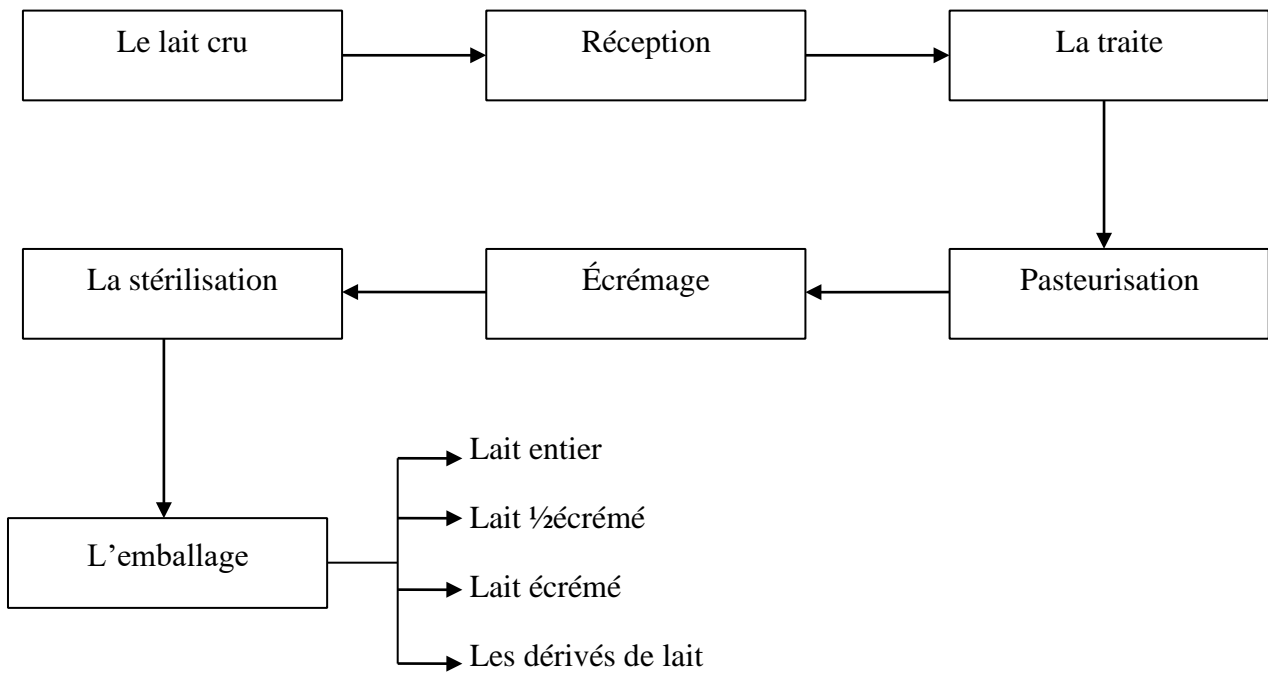 Le lait cru
Réception
La traite
Pasteurisation
Écrémage
La stérilisation
L’emballage
Lait entier
Lait ½écrémé
Lait écrémé
Les dérivés de lait